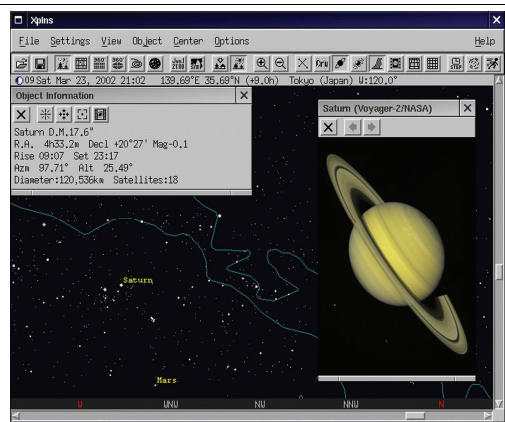 Xplns
File Settings View Object Center Options Help
09 Sat Mar 23, 2002 21:02 139.69°E 35.69°N (+9.0h) Tokyo (Japan) W:120.0°
Object Information
Saturn D.M.17.6"
R.A. 4h33.2m Decl +20°27' Mag-0.1
Rise 09:07 Set 23:17
Azm 97.71° Alt 25.49°
Diameter:120,536km Satellites:18
Saturn (Voyager-2/NASA)
Saturn
Mars
W WNW NW NNW N